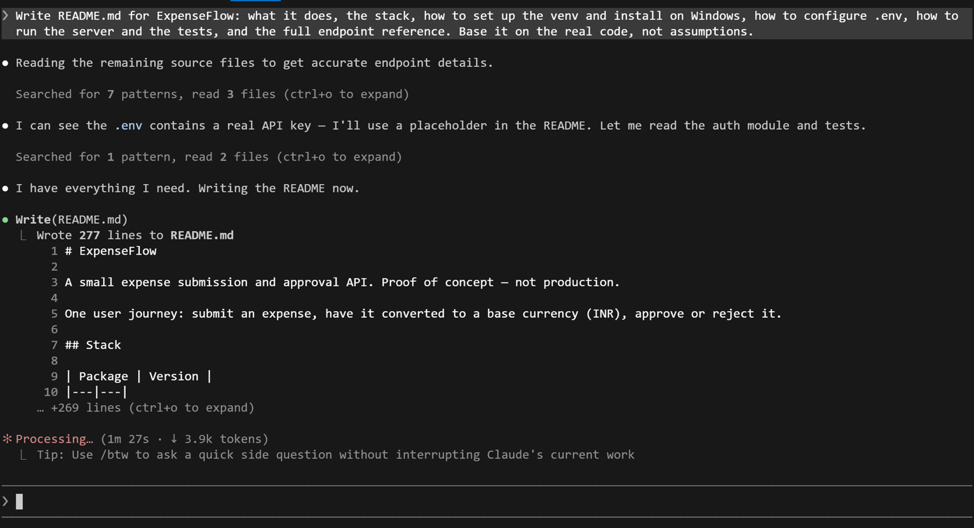 ❯ Write README.md for ExpenseFlow: what it does, the stack, how to set up the venv and install on Windows, how to configure .env, how to
run the server and the tests, and the full endpoint reference. Base it on the real code, not assumptions.
● Reading the remaining source files to get accurate endpoint details.
Searched for 7 patterns, read 3 files (ctrl+o to expand)
● I can see the .env contains a real API key — I'll use a placeholder in the README. Let me read the auth module and tests.
Searched for 1 pattern, read 2 files (ctrl+o to expand)
● I have everything I need. Writing the README now.
● Write(README.md)
⎿ Wrote 277 lines to README.md
1 # ExpenseFlow
2
3 A small expense submission and approval API. Proof of concept — not production.
4
5 One user journey: submit an expense, have it converted to a base currency (INR), approve or reject it.
6
7 ## Stack
8
9 | Package | Version |
10 |---|---|
… +269 lines (ctrl+o to expand)
✻ Processing… (1m 27s · ↓ 3.9k tokens)
⎿ Tip: Use /btw to ask a quick side question without interrupting Claude's current work
❯